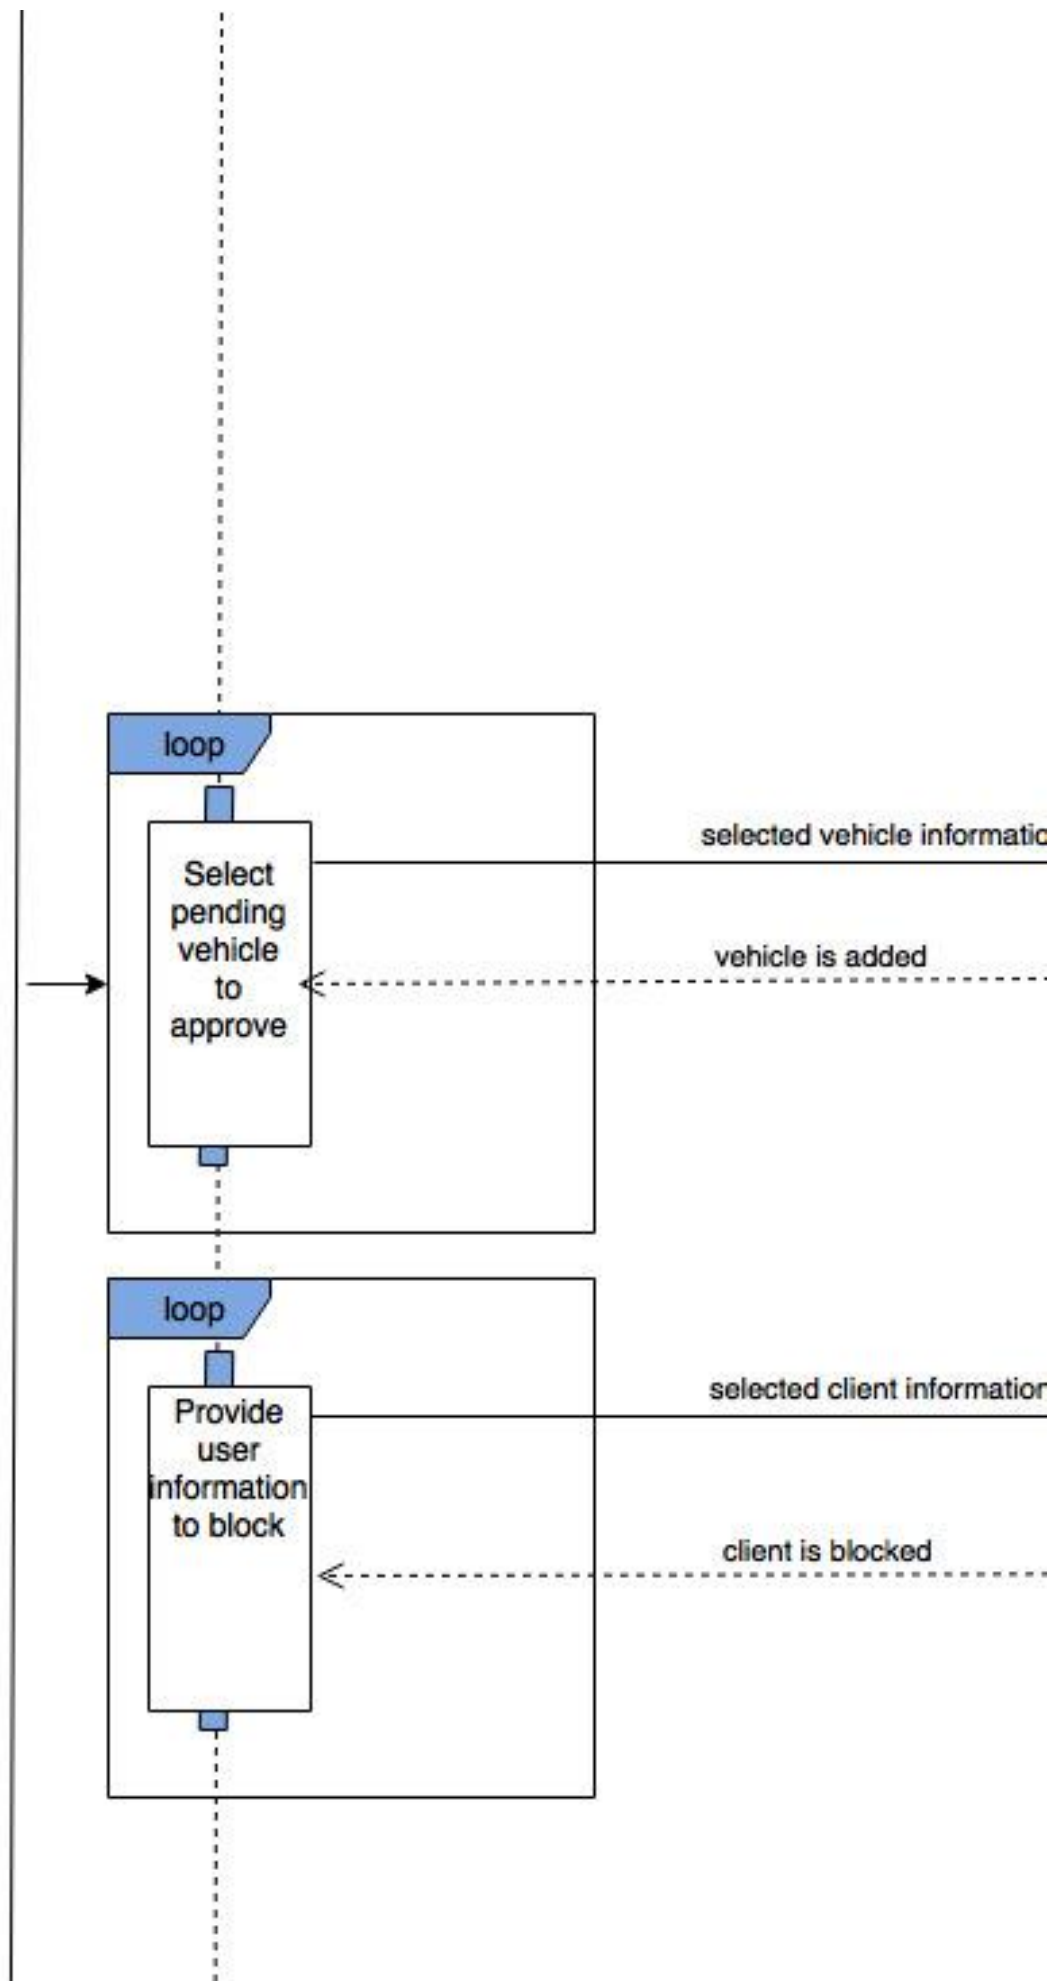 loop
selected vehicle informatio
Select
pending
vehicle
to
approve
vehicle is added
loop
selected client information
Provide
user
information
to block
client is blocked